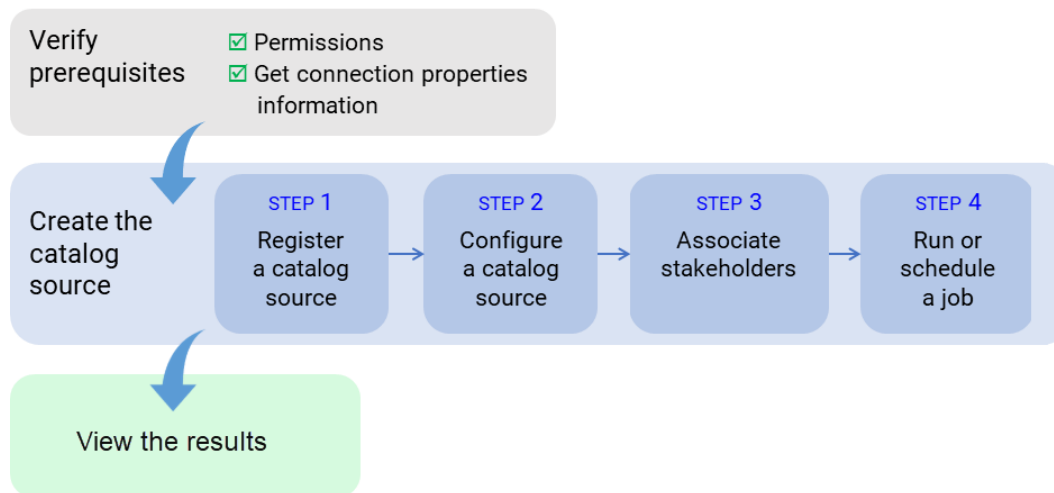 Verify
prerequisites
Permissions
Get connection properties
information
Create the
catalog
source
STEP 1
Register
a catalog
source
STEP 2
Configure
a catalog
source
STEP 3
Associate
stakeholders
STEP 4
Run or
schedule
a job
View the results